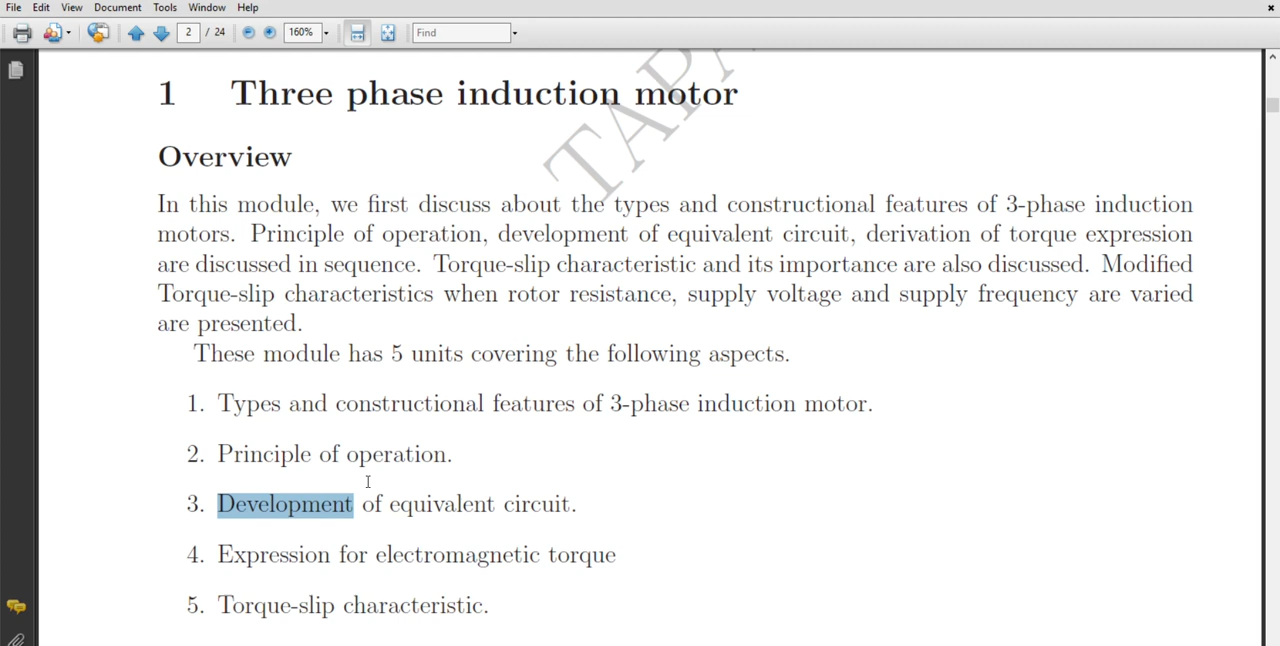 File Edit View Document Tools Window Help
2 / 24 160% Find
1 Three phase induction motor
Overview
In this module, we first discuss about the types and constructional features of 3-phase induction
motors. Principle of operation, development of equivalent circuit, derivation of torque expression
are discussed in sequence. Torque-slip characteristic and its importance are also discussed. Modified
Torque-slip characteristics when rotor resistance, supply voltage and supply frequency are varied
are presented.
These module has 5 units covering the following aspects.
1. Types and constructional features of 3-phase induction motor.
2. Principle of operation.
3. Development of equivalent circuit.
4. Expression for electromagnetic torque
5. Torque-slip characteristic.